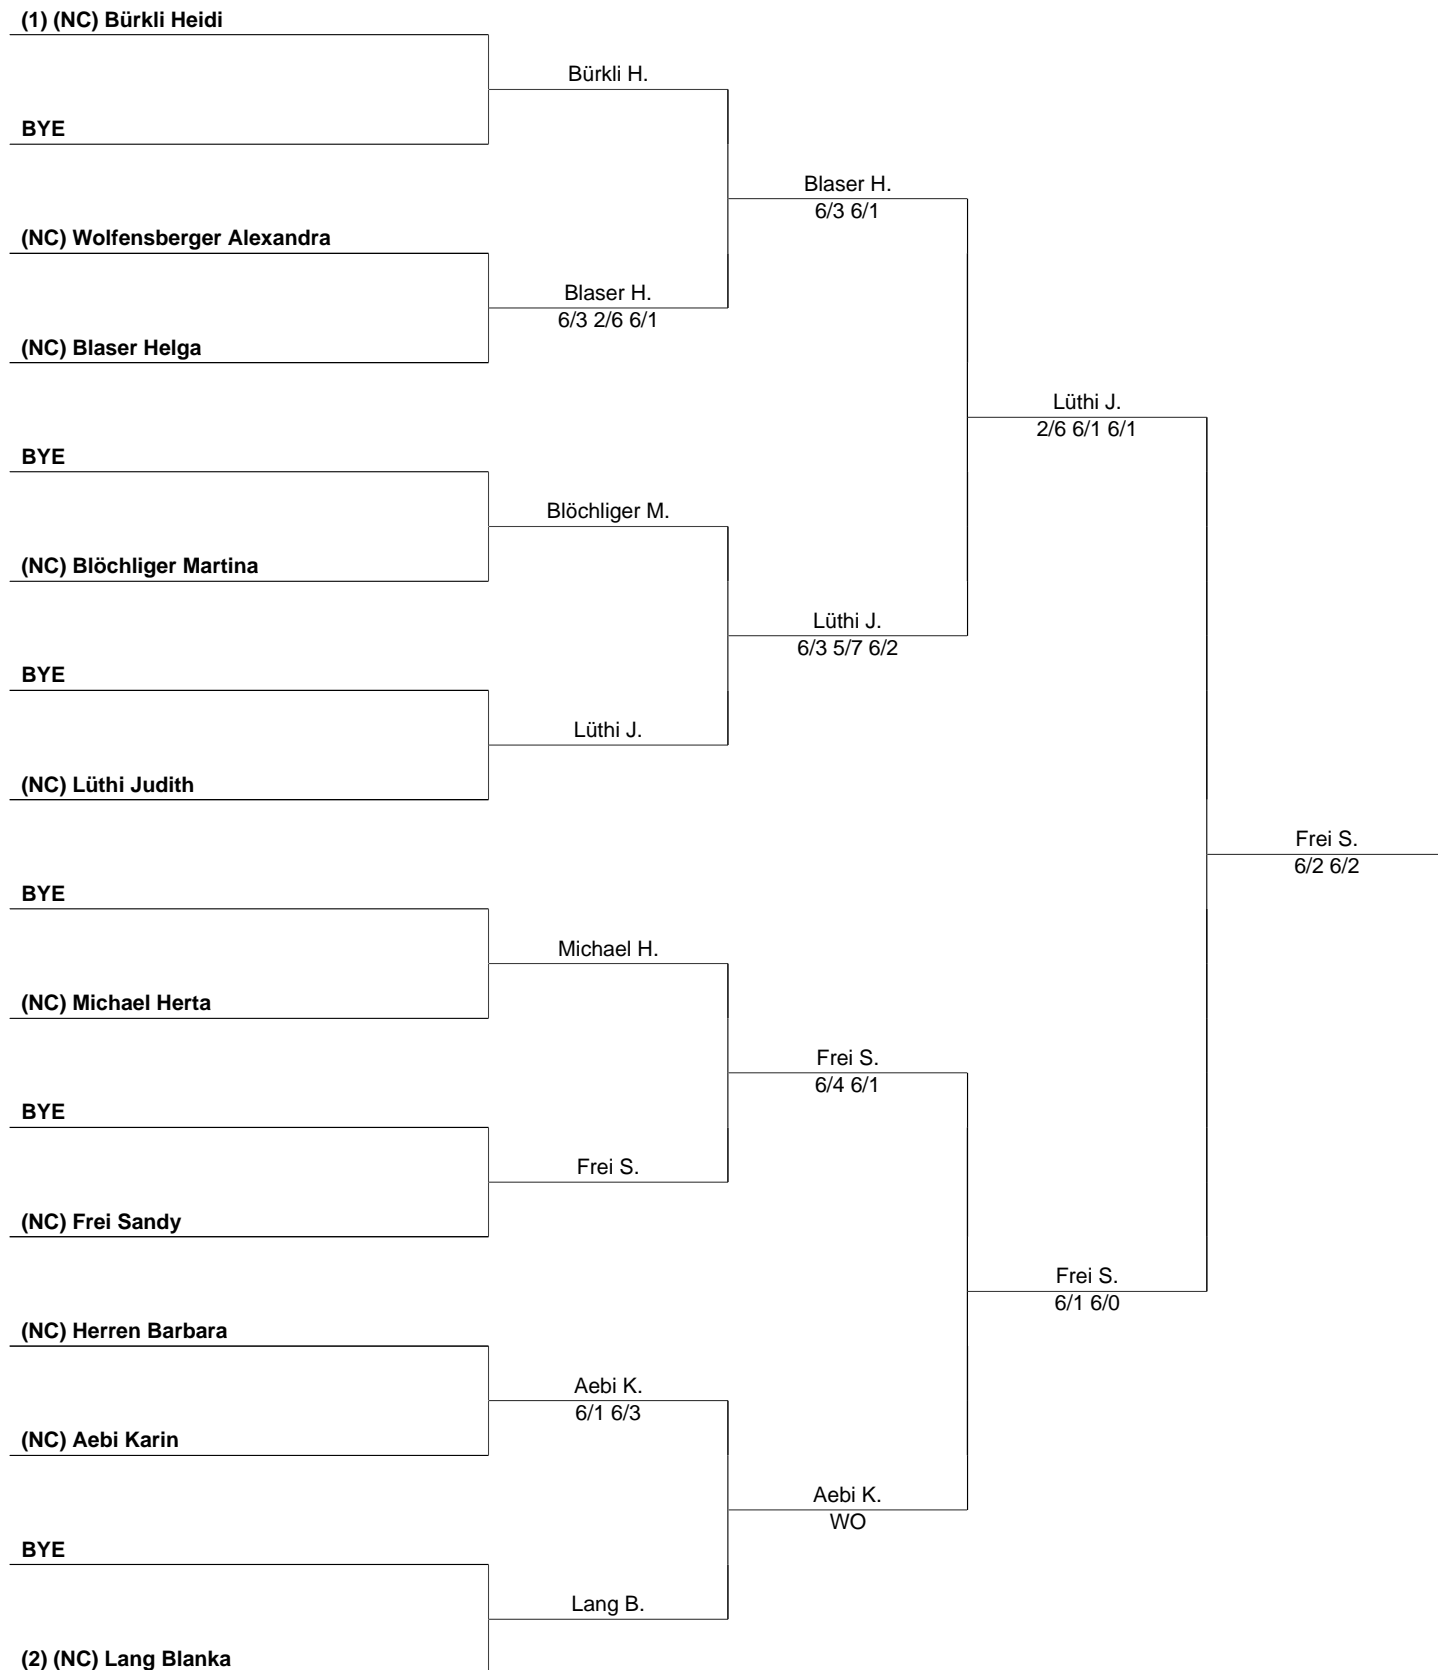 (1) (NC) Bürkli Heidi
Bürkli H.
BYE
Blaser H.
6/3 6/1
(NC) Wolfensberger Alexandra
Blaser H.
6/3 2/6 6/1
(NC) Blaser Helga
Lüthi J.
2/6 6/1 6/1
BYE
Blöchliger M.
(NC) Blöchliger Martina
Lüthi J.
6/3 5/7 6/2
BYE
Lüthi J.
(NC) Lüthi Judith
Frei S.
6/2 6/2
BYE
Michael H.
(NC) Michael Herta
Frei S.
6/4 6/1
BYE
Frei S.
(NC) Frei Sandy
Frei S.
6/1 6/0
(NC) Herren Barbara
Aebi K.
6/1 6/3
(NC) Aebi Karin
Aebi K.
WO
BYE
Lang B.
(2) (NC) Lang Blanka